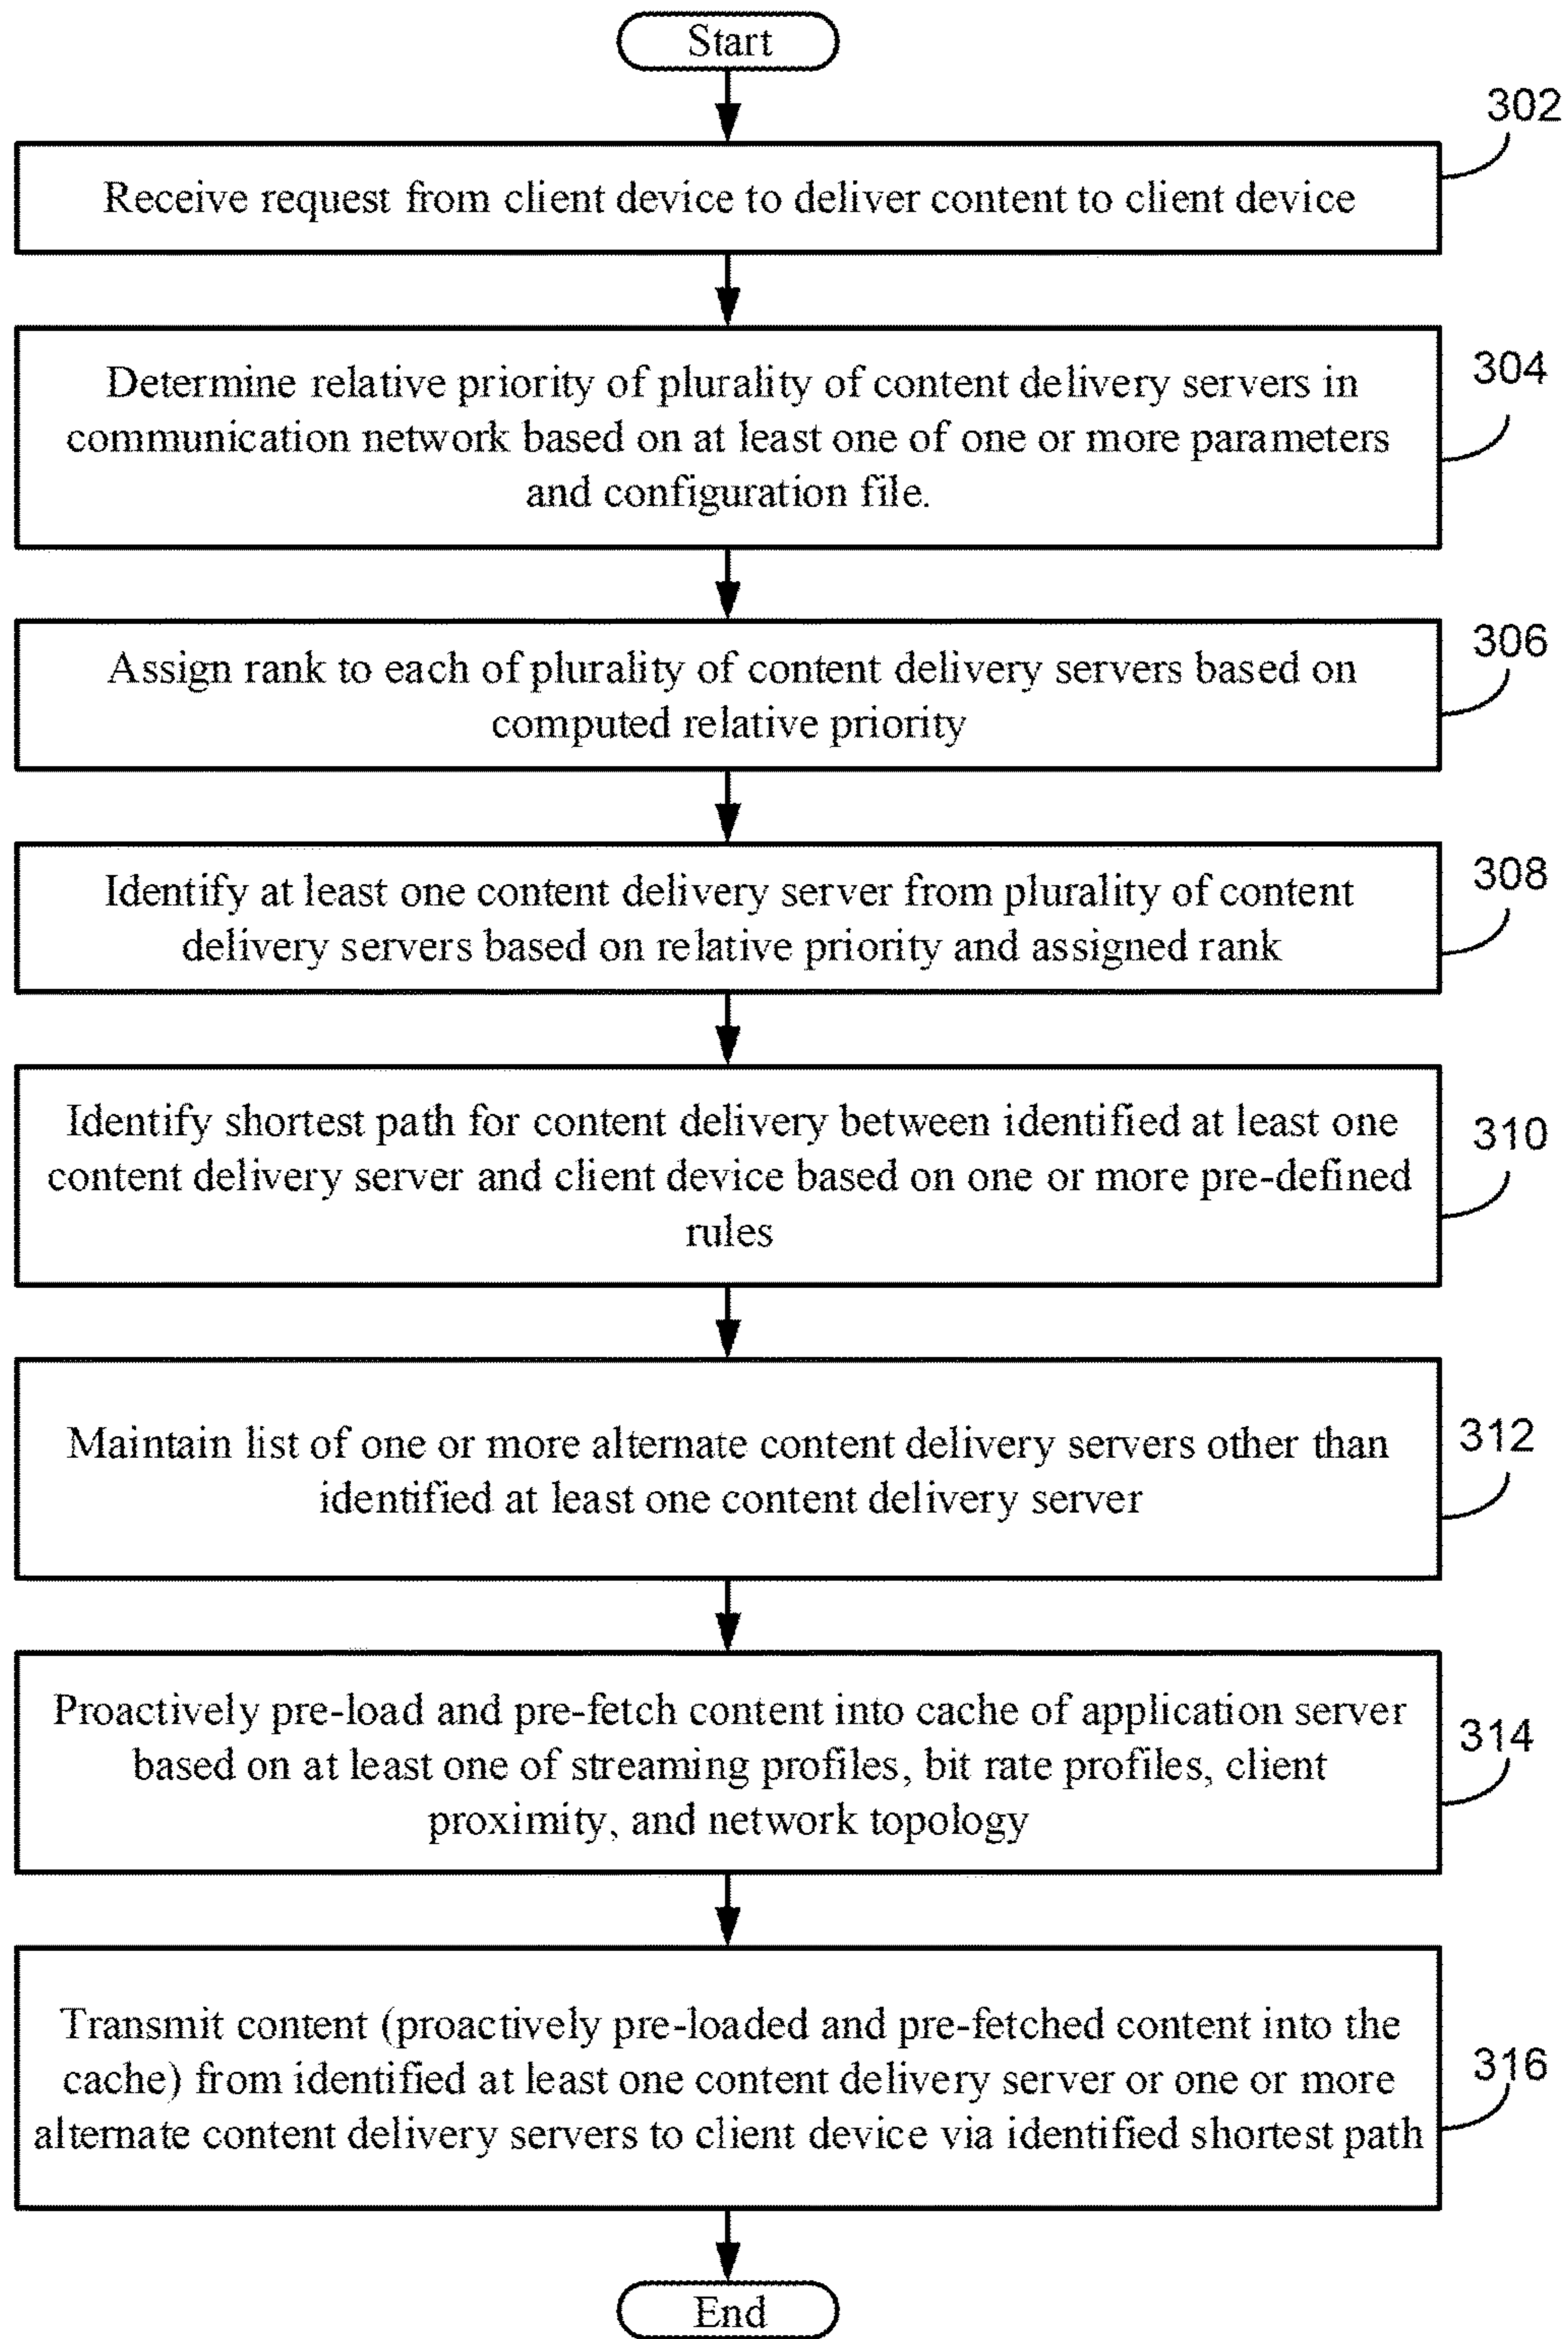 Start
302
Receive request from client device to deliver content to client device
304
Determine relative priority of plurality of content delivery servers in
communication network based on at least one of one or more parameters
and configuration file.
306
Assign rank to each of plurality of content delivery servers based on
computed relative priority
308
Identify at least one content delivery server from plurality of content
delivery servers based on relative priority and assigned rank
310
Identify shortest path for content delivery between identified at least one
content delivery server and client device based on one or more pre-defined
rules
312
Maintain list of one or more alternate content delivery servers other than
identified at least one content delivery server
314
Proactively pre-load and pre-fetch content into cache of application server
based on at least one of streaming profiles, bit rate profiles, client
proximity, and network topology
316
Transmit content (proactively pre-loaded and pre-fetched content into the
cache) from identified at least one content delivery server or one or more
alternate content delivery servers to client device via identified shortest path
End